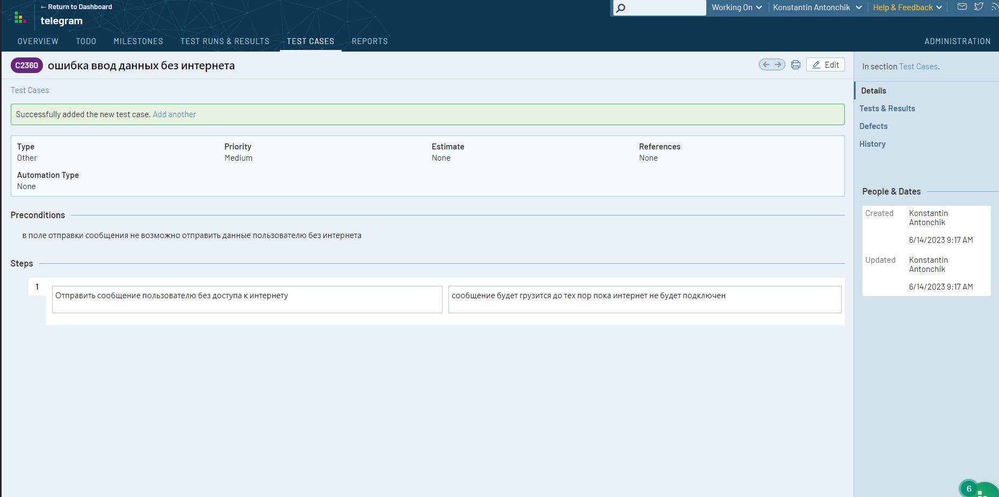 ← Return to Dashboard
telegram
Working On
Konstantin Antonchik
Help & Feedback
OVERVIEW
TODO
MILESTONES
TEST RUNS & RESULTS
TEST CASES
REPORTS
ADMINISTRATION
C2360
ошибка ввод данных без интернета
Edit
Test Cases
Successfully added the new test case. Add another
Type
Other
Priority
Medium
Estimate
None
References
None
Automation Type
None
Preconditions
в поле отправки сообщения не возможно отправить данные пользователю без интернета
Steps
1
Отправить сообщение пользователю без доступа к интернету
сообщение будет грузится до тех пор пока интернет не будет подключен
In section Test Cases.
Details
Tests & Results
Defects
History
People & Dates
Created
Konstantin
Antonchik
6/14/2023 9:17 AM
Updated
Konstantin
Antonchik
6/14/2023 9:17 AM
6